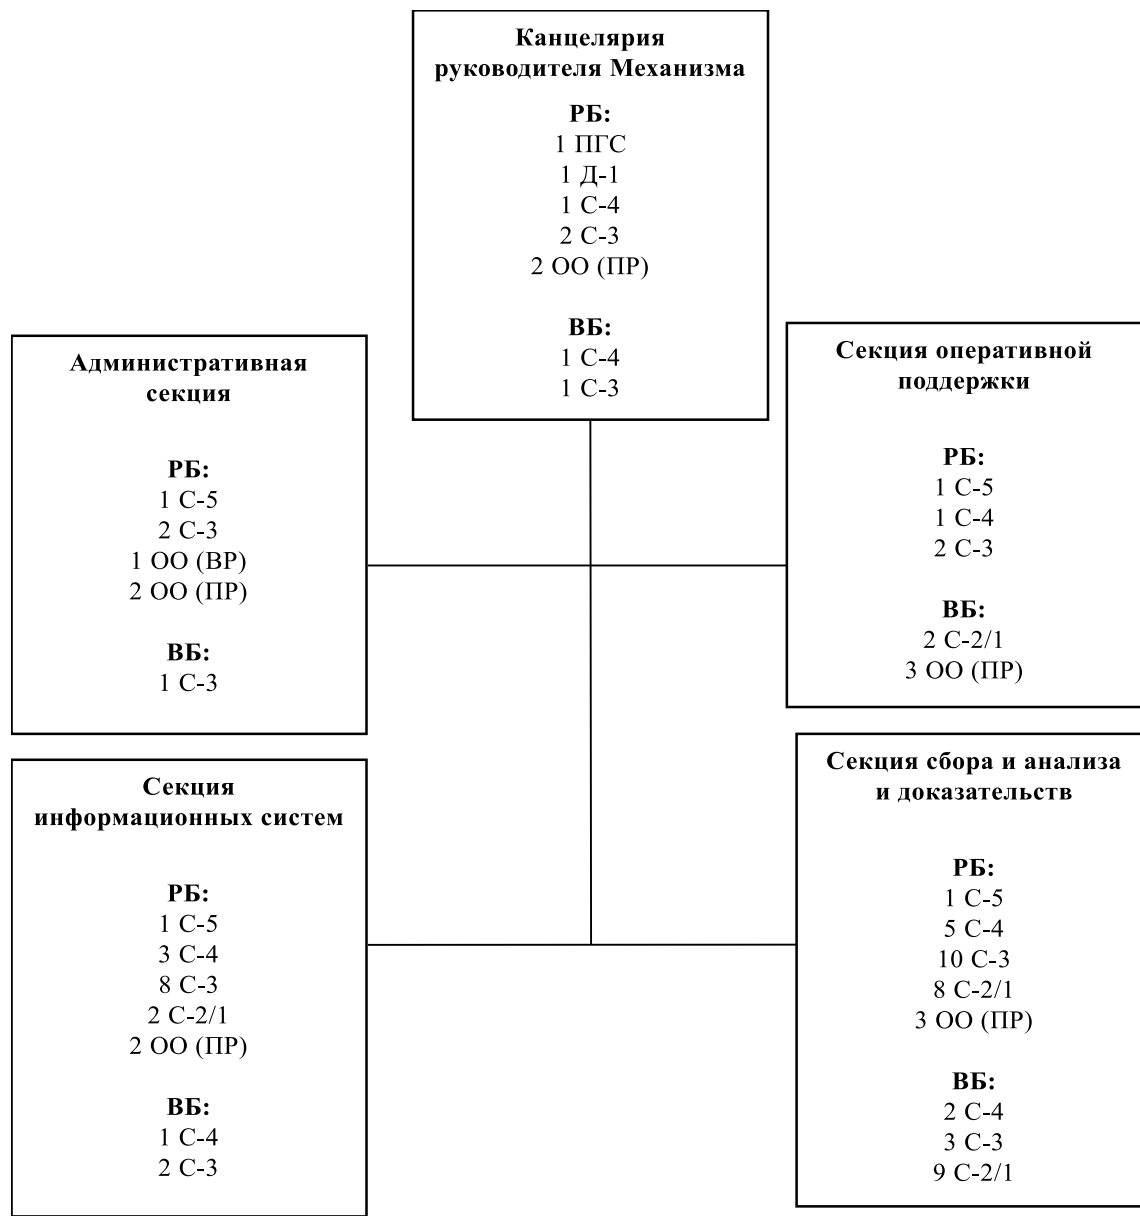 Канцелярия
руководителя Механизма
РБ:
1 ПГС
1 Д-1
1 С-4
2 С-3
2 ОО (ПР)
ВБ:
1 С-4
1 С-3
Административная
секция
РБ:
1 С-5
2 С-3
1 ОО (ВР)
2 ОО (ПР)
ВБ:
1 С-3
Секция оперативной
поддержки
РБ:
1 С-5
1 С-4
2 С-3
ВБ:
2 С-2/1
3 ОО (ПР)
Секция
информационных систем
РБ:
1 С-5
3 С-4
8 С-3
2 С-2/1
2 ОО (ПР)
ВБ:
1 С-4
2 С-3
Секция сбора и анализа
и доказательств
РБ:
1 С-5
5 С-4
10 С-3
8 С-2/1
3 ОО (ПР)
ВБ:
2 С-4
3 С-3
9 С-2/1